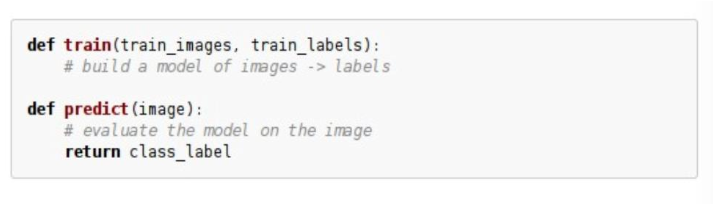 def train(train_images, train_labels):
    # build a model of images -> labels
def predict(image):
    # evaluate the model on the image
    return class_label